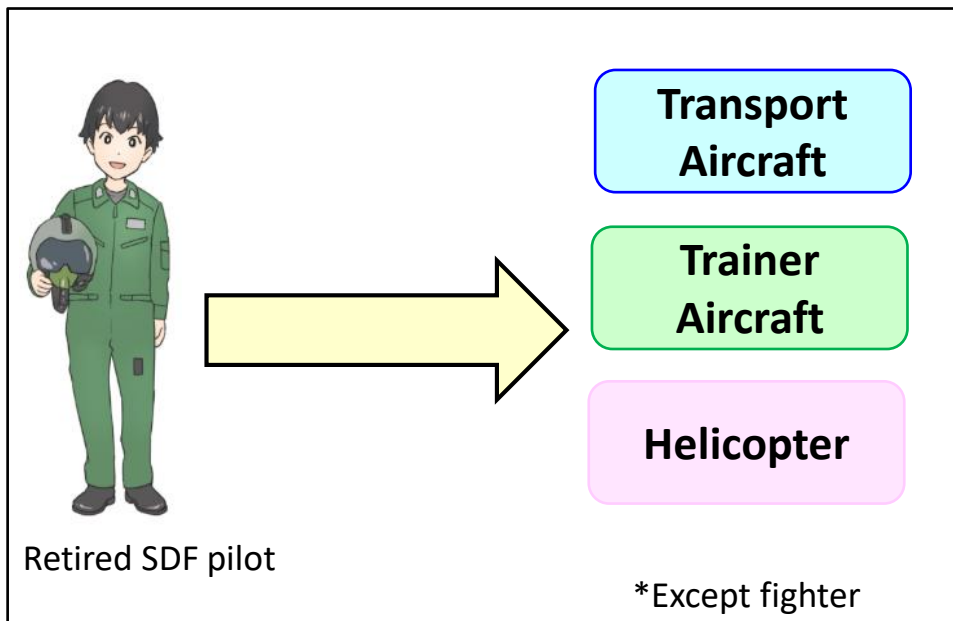 Transport
Aircraft
Trainer
Aircraft
Helicopter
Retired SDF pilot
*Except fighter